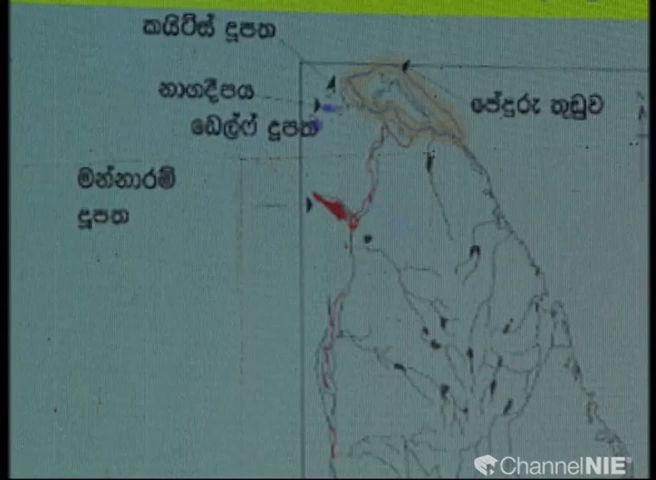 කයිට්ස් දූපත
නාගදීපය
පේදුරු තුඩුව
ඩෙල්ෆ් දූපත
මන්නාරම්
දූපත
ChannelNIE